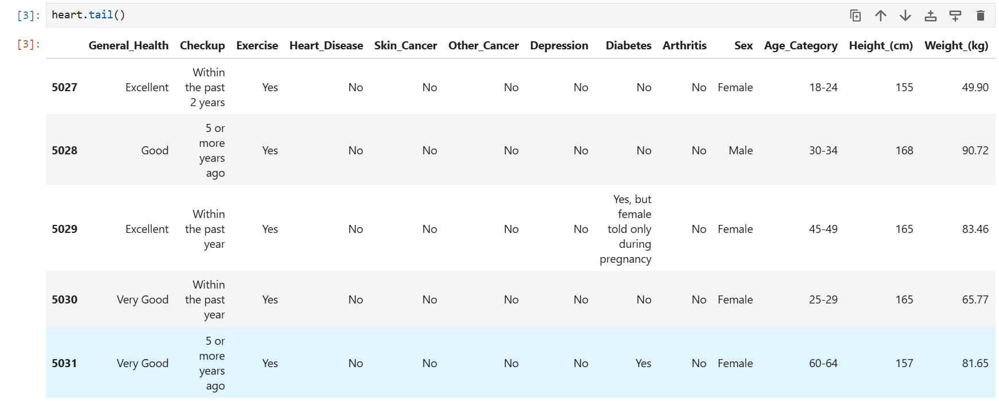 [3]: heart.tail()
[3]: General_Health Checkup Exercise Heart_Disease Skin_Cancer Other_Cancer Depression Diabetes Arthritis Sex Age_Category Height_(cm) Weight_(kg)
Within
5027 Excellent the past Yes No No No No No No Female 18-24 155 49.90
2 years
5 or
more
5028 Good Yes No No No No No No Male 30-34 168 90.72
years
ago
Yes, but
Within female
5029 Excellent the past Yes No No No No told only No Female 45-49 165 83.46
year during
pregnancy
Within
5030 Very Good the past Yes No No No No No No Female 25-29 165 65.77
year
5 or
more
5031 Very Good Yes No No No No Yes No Female 60-64 157 81.65
years
ago